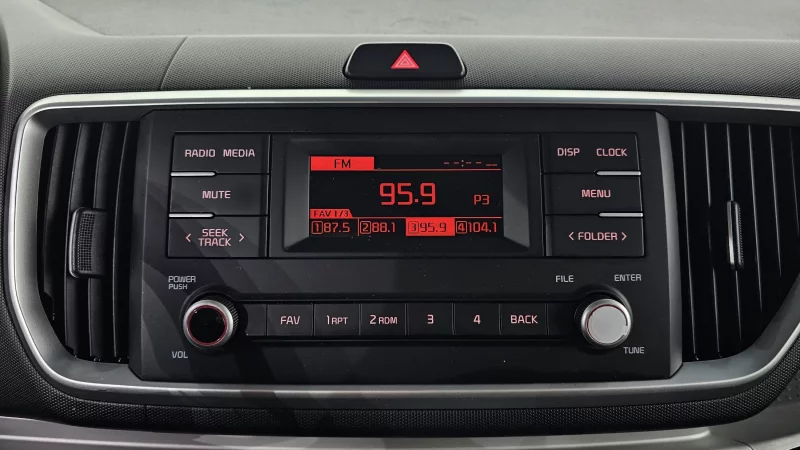 RADIO MEDIA
MUTE
< SEEK TRACK >
FM --:-- --
95.9 P3
FAV 1/3
1 87.5 2 88.1 3 95.9 4 104.1
DISP CLOCK
MENU
< FOLDER >
POWER PUSH
VOL
FAV 1 RPT 2 RDM 3 4 BACK
FILE ENTER
TUNE